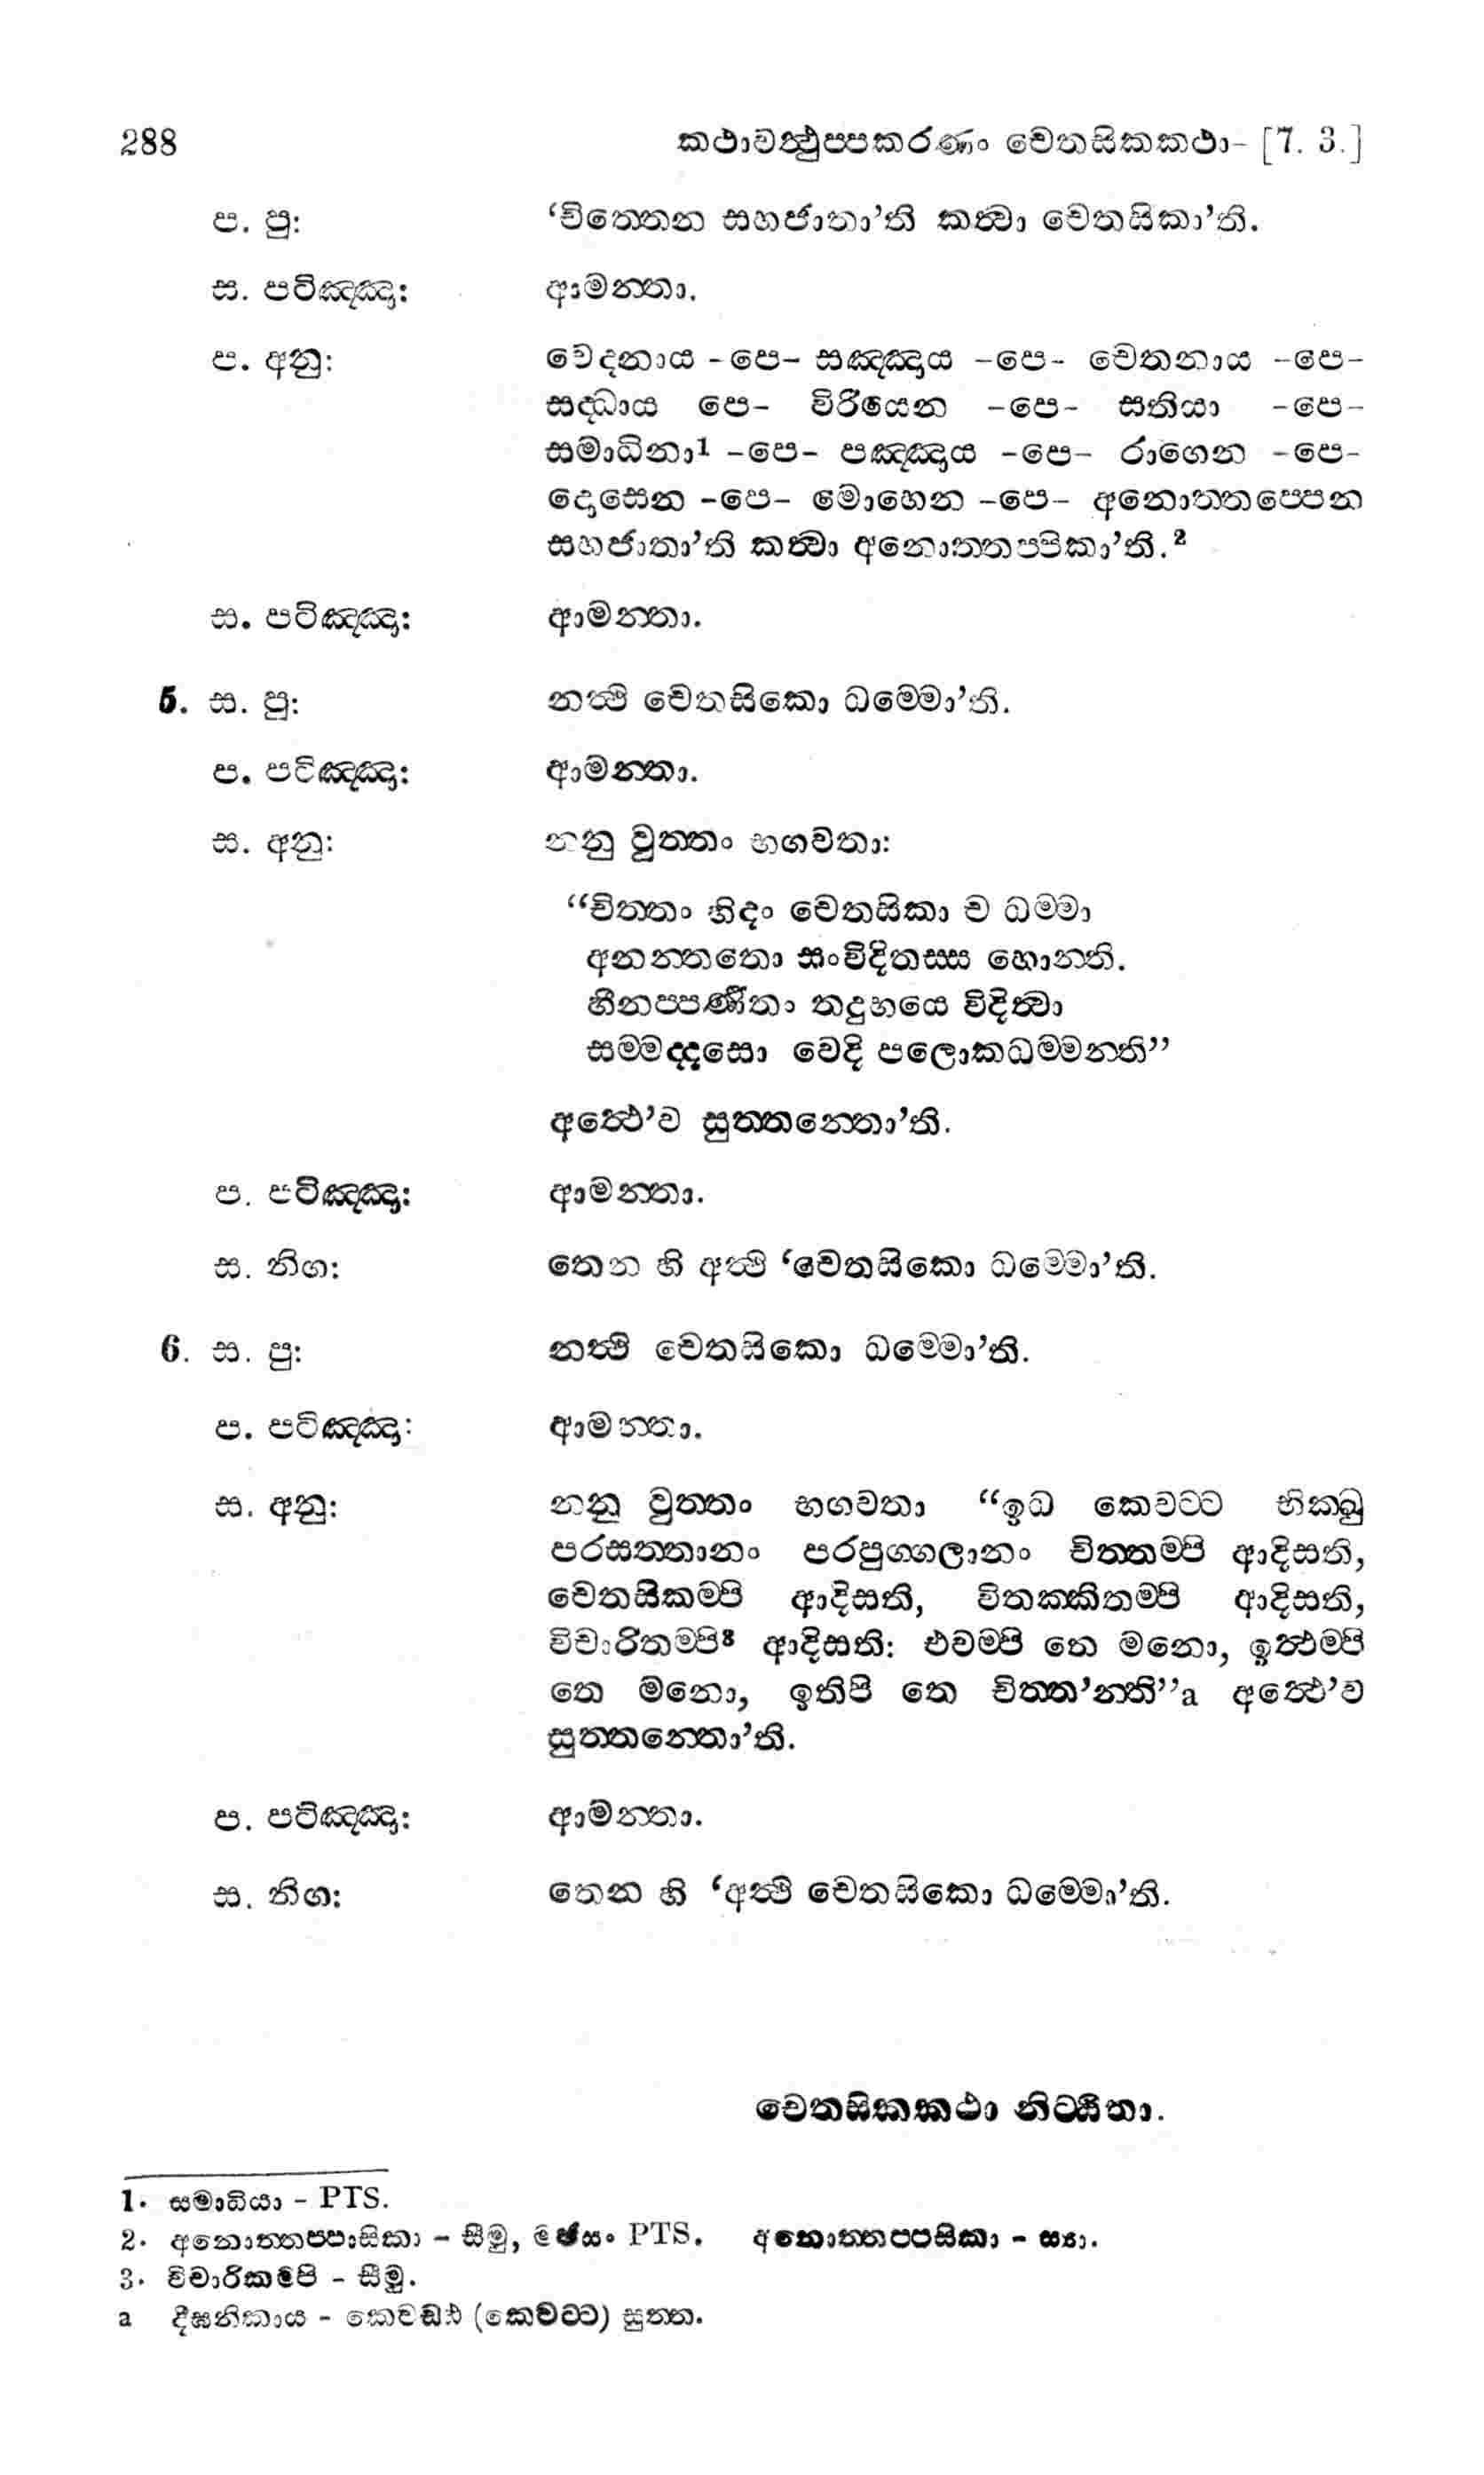 288 කථාවත්‍ථුප්පකරණං චෙතසිකකථා- [7. 3.]
ප. පු: ‘චිත්තෙන සහජාතා’ති කත්‍වා චෙතසිකා’ති.
ස. පටිඤ්ඤා: ආමන්තා.
ප. අනු: වේදනාය -පෙ- සඤ්ඤාය -පෙ- චෙතනාය -පෙ-
සද්ධාය පෙ- විරියෙන -පෙ- සතියා -පෙ-
සමාධිනා1 -පෙ- පඤ්ඤාය -පෙ- රාගෙන -පෙ-
දොසෙන -පෙ- මොහෙන -පෙ- අනොත්තප්පෙන
සහජාතා’ති කත්‍වා අනොත්තප්පිකා’ති.2
ස. පටිඤ්ඤා: ආමන්තා.
5. ස. පු: නත්‍ථි චෙතසිකො ධම්මො’ති.
ප. පටිඤ්ඤා: ආමන්තා.
ස. අනු: නනු වුත්තං භගවතා:
“චිත්තං හිදං චෙතසිකා ච ධම්මා
අනත්තතො සංවිදිතස්ස හොන්ති.
හීනප්පණීතං තදුභයෙ විදිත්‍වා
සම්මද්දසො වෙදි පලොකධම්මන්ති”
අත්‍ථෙ’ව සුත්තන්තො’ති.
ප. පටිඤ්ඤා: ආමන්තා.
ස. නිග: තෙන හි අත්‍ථි ‘චෙතසිකො ධම්මො’ති.
6. ස. පු: නත්‍ථි චෙතසිකො ධම්මො’ති.
ප. පටිඤ්ඤා: ආමන්තා.
ස. අනු: නනු වුත්තං භගවතා “ඉධ කෙවට්ට භික්ඛු
පරසත්තානං පරපුග්ගලානං චිත්තම්පි ආදිසති,
චෙතසිකම්පි ආදිසති, විතක්කිතම්පි ආදිසති,
විචාරිතම්පි3 ආදිසති: එවම්පි තෙ මනො, ඉත්‍ථම්පි
තෙ මනො, ඉතිපි තෙ චිත්ත’න්ති”a අත්‍ථෙ’ව
සුත්තන්තො’ති.
ප. පටිඤ්ඤා: ආමන්තා.
ස. නිග: තෙන හි ‘අත්‍ථි චෙතසිකො ධම්මො’ති.
චෙතසිකකථා නිට්ඨිතා.
1. සමාධියා - PTS.
2. අනොත්තප්පාසිකා - සීමු, මජසං PTS. අනොත්තප්පසිකා - ස්‍යා.
3. විචාරිකම්පි - සීමු.
a දීඝනිකාය - කෙවඩ්ඪ (කෙවට්ට) සුත්ත.